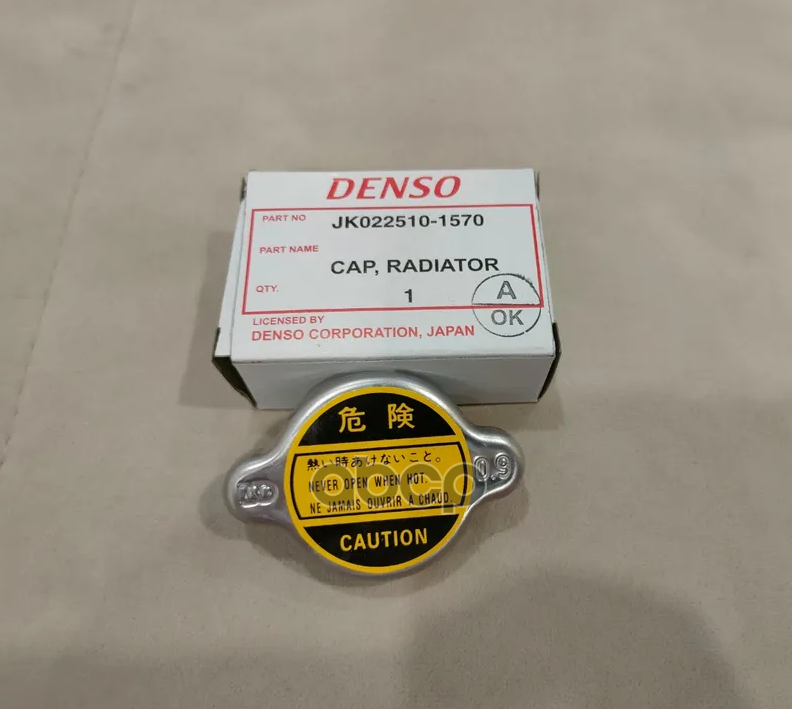 DENSO
PART NO JK022510-1570
PART NAME
CAP, RADIATOR
QTY. 1
A
OK
LICENSED BY
DENSO CORPORATION, JAPAN
危険
熱い時あけないこと。
NEVER OPEN WHEN HOT.
NE JAMAIS OUVRIR À CHAUD.
0.9
CAUTION